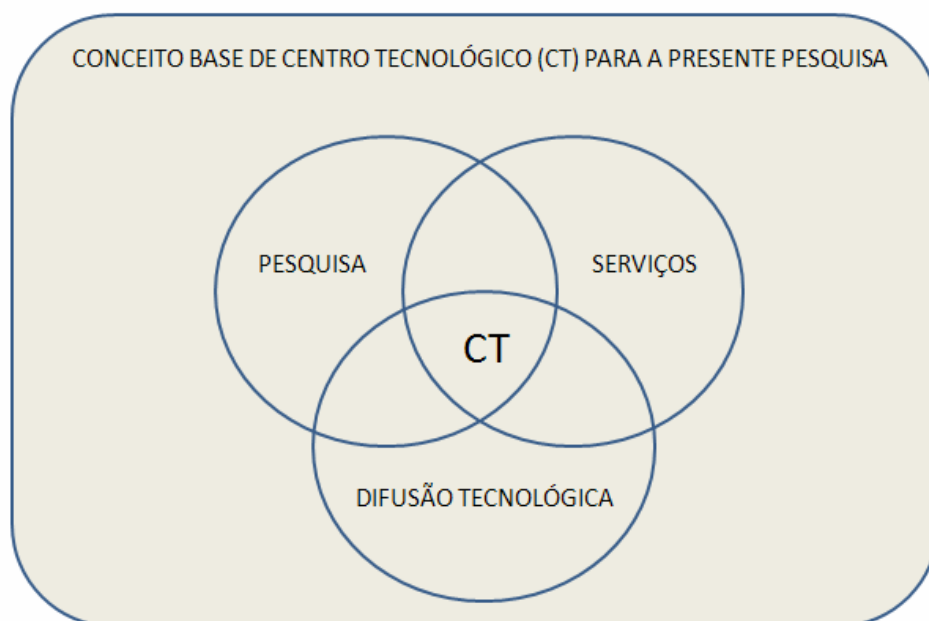 CONCEITO BASE DE CENTRO TECNOLÓGICO (CT) PARA A PRESENTE PESQUISA
PESQUISA
SERVIÇOS
CT
DIFUSÃO TECNOLÓGICA